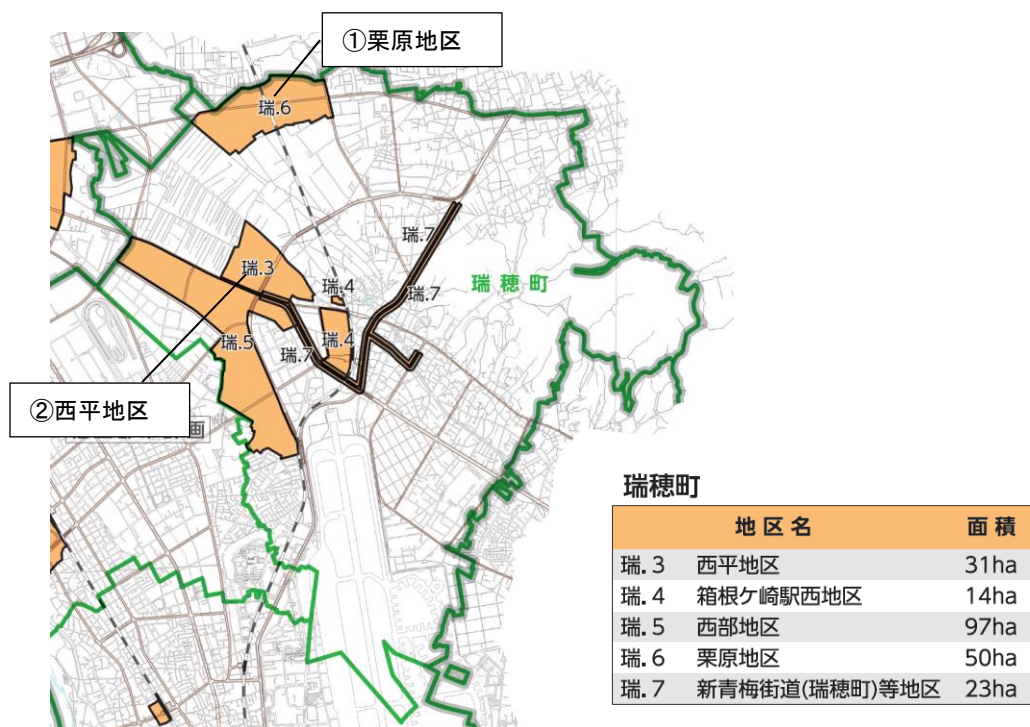 ①栗原地区
瑞.6
瑞.7
瑞.3
瑞.4
瑞穂町
瑞.7
瑞.5
瑞.7
瑞.4
②西平地区
画
瑞穂町
地区名 面積
瑞.3 西平地区 31ha
瑞.4 箱根ケ崎駅西地区 14ha
瑞.5 西部地区 97ha
瑞.6 栗原地区 50ha
瑞.7 新青梅街道(瑞穂町)等地区 23ha